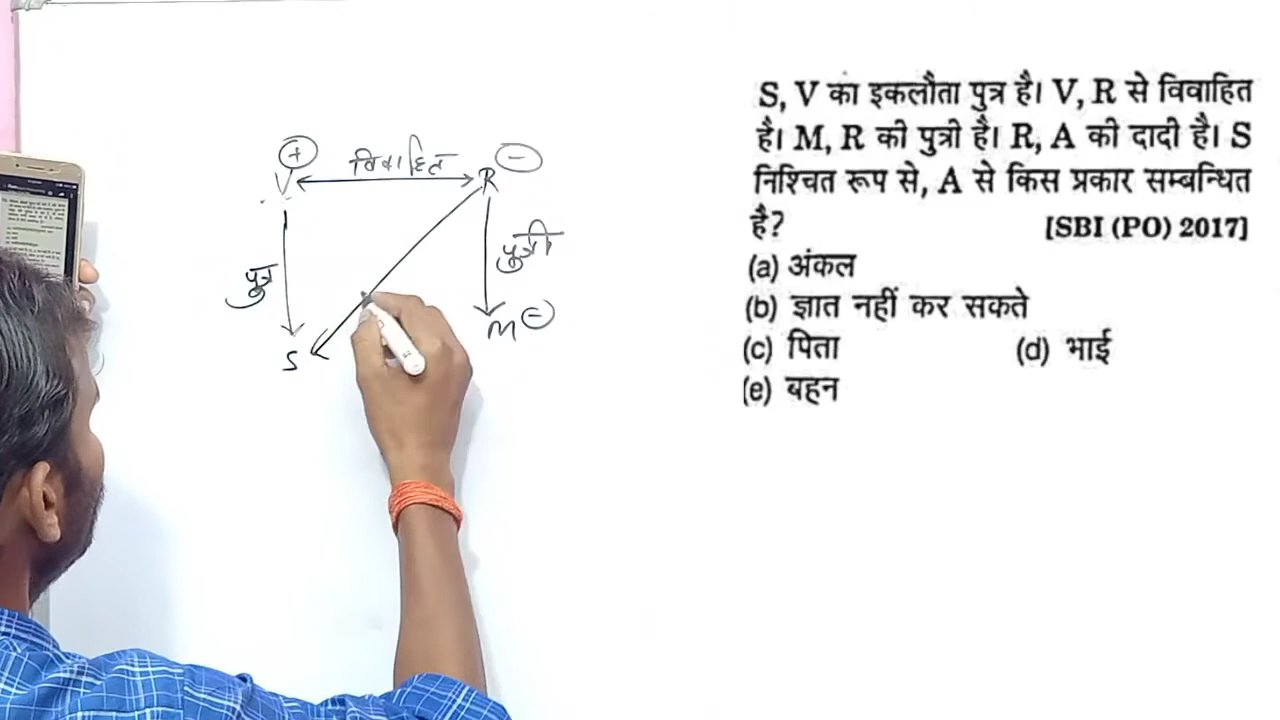 S, V का इकलौता पुत्र है। V, R से विवाहित
है। M, R की पुत्री है। R, A की दादी है। S
निश्चित रूप से, A से किस प्रकार सम्बन्धित
है? [SBI (PO) 2017]
(a) अंकल
(b) ज्ञात नहीं कर सकते
(c) पिता (d) भाई
(e) बहन
+ विवाहित −
V R
पुत्र पुत्री
S M −